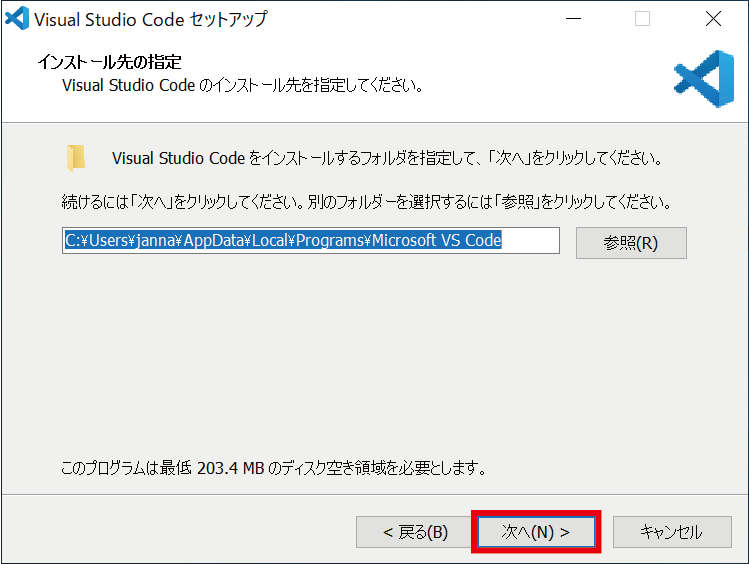 Visual Studio Code セットアップ
インストール先の指定
Visual Studio Code のインストール先を指定してください。
Visual Studio Code をインストールするフォルダを指定して、「次へ」をクリックしてください。
続けるには「次へ」をクリックしてください。別のフォルダーを選択するには「参照」をクリックしてください。
C:¥Users¥janna¥AppData¥Local¥Programs¥Microsoft VS Code
参照(R)
このプログラムは最低 203.4 MB のディスク空き領域を必要とします。
< 戻る(B) 次へ(N) > キャンセル